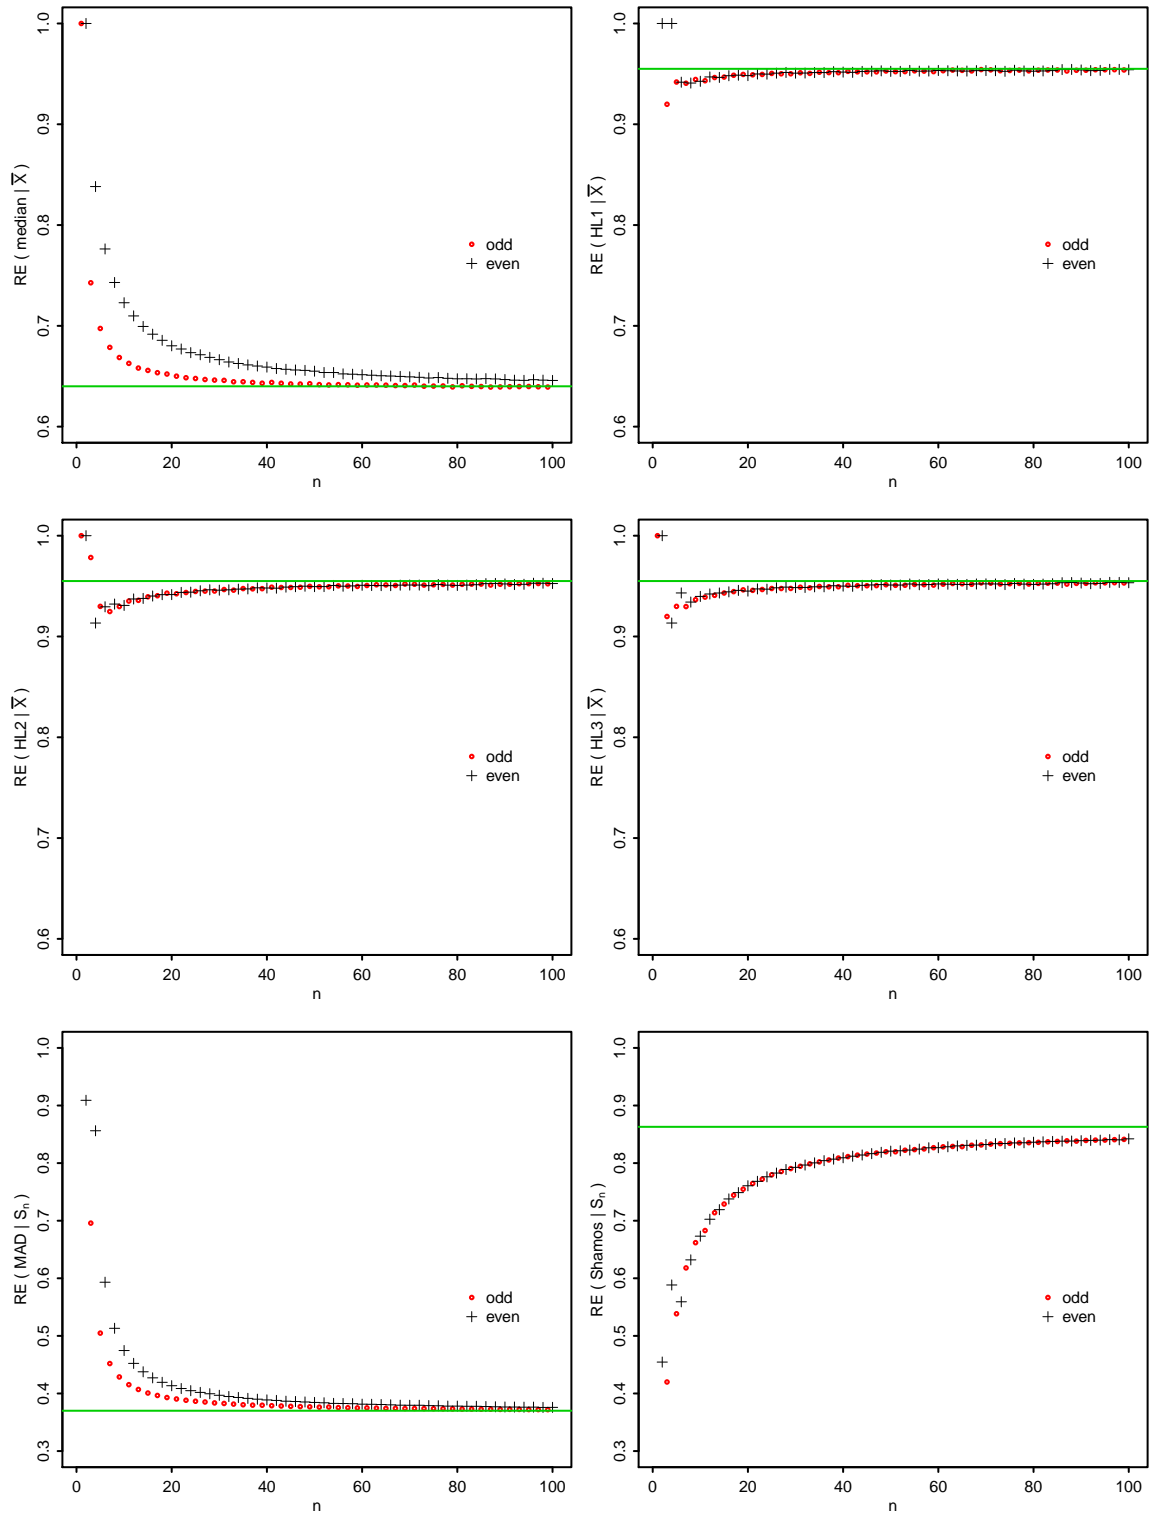 RE ( median | X̅ )
1.0
0.9
0.8
0.7
0.6
odd
even
0 20 40 60 80 100
n
RE ( HL1 | X̅ )
1.0
0.9
0.8
0.7
0.6
odd
even
0 20 40 60 80 100
n
RE ( HL2 | X̅ )
1.0
0.9
0.8
0.7
0.6
odd
even
0 20 40 60 80 100
n
RE ( HL3 | X̅ )
1.0
0.9
0.8
0.7
0.6
odd
even
0 20 40 60 80 100
n
RE ( MAD | Sₙ )
1.0
0.9
0.8
0.7
0.6
0.5
0.4
0.3
odd
even
0 20 40 60 80 100
n
RE ( Shamos | Sₙ )
1.0
0.9
0.8
0.7
0.6
0.5
0.4
0.3
odd
even
0 20 40 60 80 100
n